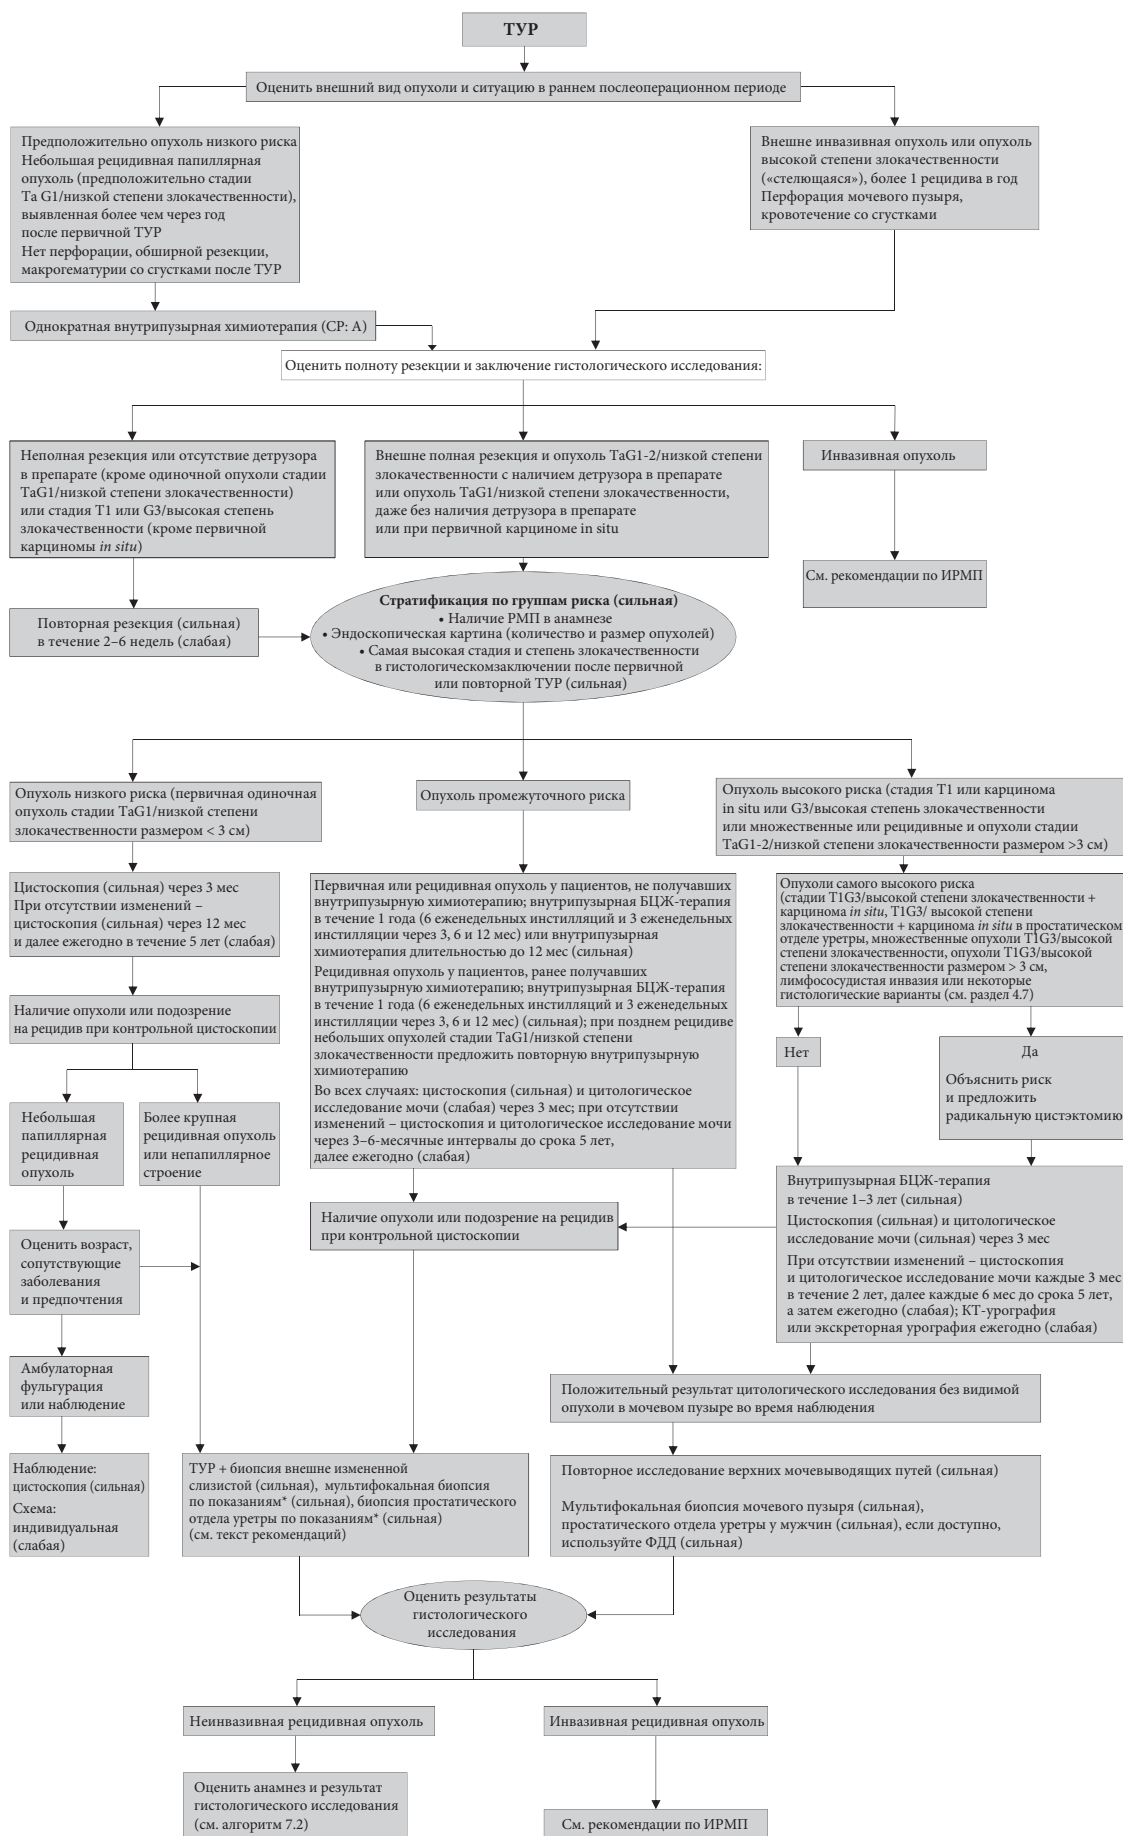 ТУР
Оценить внешний вид опухоли и ситуацию в раннем послеоперационном периоде
Предположительно опухоль низкого риска
Небольшая рецидивная папиллярная
опухоль (предположительно стадии
Ta G1/низкой степени злокачественности),
выявленная более чем через год
после первичной ТУР
Нет перфорации, обширной резекции,
макрогематурии со сгустками после ТУР
Внешне инвазивная опухоль или опухоль
высокой степени злокачественности
(«стелющаяся»), более 1 рецидива в год
Перфорация мочевого пузыря,
кровотечение со сгустками
Однократная внутрипузырная химиотерапия (СР: A)
Оценить полноту резекции и заключение гистологического исследования:
Неполная резекция или отсутствие детрузора
в препарате (кроме одиночной опухоли стадии
TaG1/низкой степени злокачественности)
или стадия T1 или G3/высокая степень
злокачественности (кроме первичной
карциномы in situ)
Внешне полная резекция и опухоль TaG1-2/низкой степени
злокачественности с наличием детрузора в препарате
или опухоль TaG1/низкой степени злокачественности,
даже без наличия детрузора в препарате
или при первичной карциноме in situ
Инвазивная опухоль
См. рекомендации по ИРМП
Повторная резекция (сильная)
в течение 2–6 недель (слабая)
Стратификация по группам риска (сильная)
• Наличие РМП в анамнезе
• Эндоскопическая картина (количество и размер опухолей)
• Самая высокая стадия и степень злокачественности
в гистологическомзаключении после первичной
или повторной ТУР (сильная)
Опухоль низкого риска (первичная одиночная
опухоль стадии TaG1/низкой степени
злокачественности размером < 3 см)
Опухоль промежуточного риска
Опухоль высокого риска (стадия T1 или карцинома
in situ или G3/высокая степень злокачественности
или множественные или рецидивные и опухоли стадии
TaG1-2/низкой степени злокачественности размером >3 см)
Цистоскопия (сильная) через 3 мес
При отсутствии изменений –
цистоскопия (сильная) через 12 мес
и далее ежегодно в течение 5 лет (слабая)
Первичная или рецидивная опухоль у пациентов, не получавших
внутрипузырную химиотерапию; внутрипузырная БЦЖ-терапия
в течение 1 года (6 еженедельных инстилляций и 3 еженедельных
инстилляции через 3, 6 и 12 мес) или внутрипузырная
химиотерапия длительностью до 12 мес (сильная)
Рецидивная опухоль у пациентов, ранее получавших
внутрипузырную химиотерапию; внутрипузырная БЦЖ-терапия
в течение 1 года (6 еженедельных инстилляций и 3 еженедельных
инстилляции через 3, 6 и 12 мес) (сильная); при позднем рецидиве
небольших опухолей стадии TaG1/низкой степени
злокачественности предложить повторную внутрипузырную
химиотерапию
Во всех случаях: цистоскопия (сильная) и цитологическое
исследование мочи (слабая) через 3 мес; при отсутствии
изменений – цистоскопия и цитологическое исследование мочи
через 3–6-месячные интервалы до срока 5 лет,
далее ежегодно (слабая)
Опухоли самого высокого риска
(стадии T1G3/высокой степени злокачественности +
карцинома in situ, T1G3/ высокой степени
злокачественности + карцинома in situ в простатическом
отделе уретры, множественные опухоли T1G3/высокой
степени злокачественности, опухоли T1G3/высокой
степени злокачественности размером > 3 см,
лимфососудистая инвазия или некоторые
гистологические варианты (см. раздел 4.7)
Наличие опухоли или подозрение
на рецидив при контрольной цистоскопии
Нет
Да
Объяснить риск
и предложить
радикальную цистэктомию
Небольшая
папиллярная
рецидивная
опухоль
Более крупная
рецидивная опухоль
или непапиллярное
строение
Внутрипузырная БЦЖ-терапия
в течение 1–3 лет (сильная)
Цистоскопия (сильная) и цитологическое
исследование мочи (сильная) через 3 мес
При отсутствии изменений – цистоскопия
и цитологическое исследование мочи каждые 3 мес
в течение 2 лет, далее каждые 6 мес до срока 5 лет,
а затем ежегодно (слабая); КТ-урография
или экскреторная урография ежегодно (слабая)
Наличие опухоли или подозрение на рецидив
при контрольной цистоскопии
Оценить возраст,
сопутствующие
заболевания
и предпочтения
Амбулаторная
фульгурация
или наблюдение
Положительный результат цитологического исследования без видимой
опухоли в мочевом пузыре во время наблюдения
Наблюдение:
цистоскопия (сильная)
Схема:
индивидуальная
(слабая)
ТУР + биопсия внешне измененной
слизистой (сильная), мультифокальная биопсия
по показаниям* (сильная), биопсия простатического
отдела уретры по показаниям* (сильная)
(см. текст рекомендаций)
Повторное исследование верхних мочевыводящих путей (сильная)
Мультифокальная биопсия мочевого пузыря (сильная),
простатического отдела уретры у мужчин (сильная), если доступно,
используйте ФДД (сильная)
Оценить результаты
гистологического
исследования
Неинвазивная рецидивная опухоль
Инвазивная рецидивная опухоль
Оценить анамнез и результат
гистологического исследования
(см. алгоритм 7.2)
См. рекомендации по ИРМП